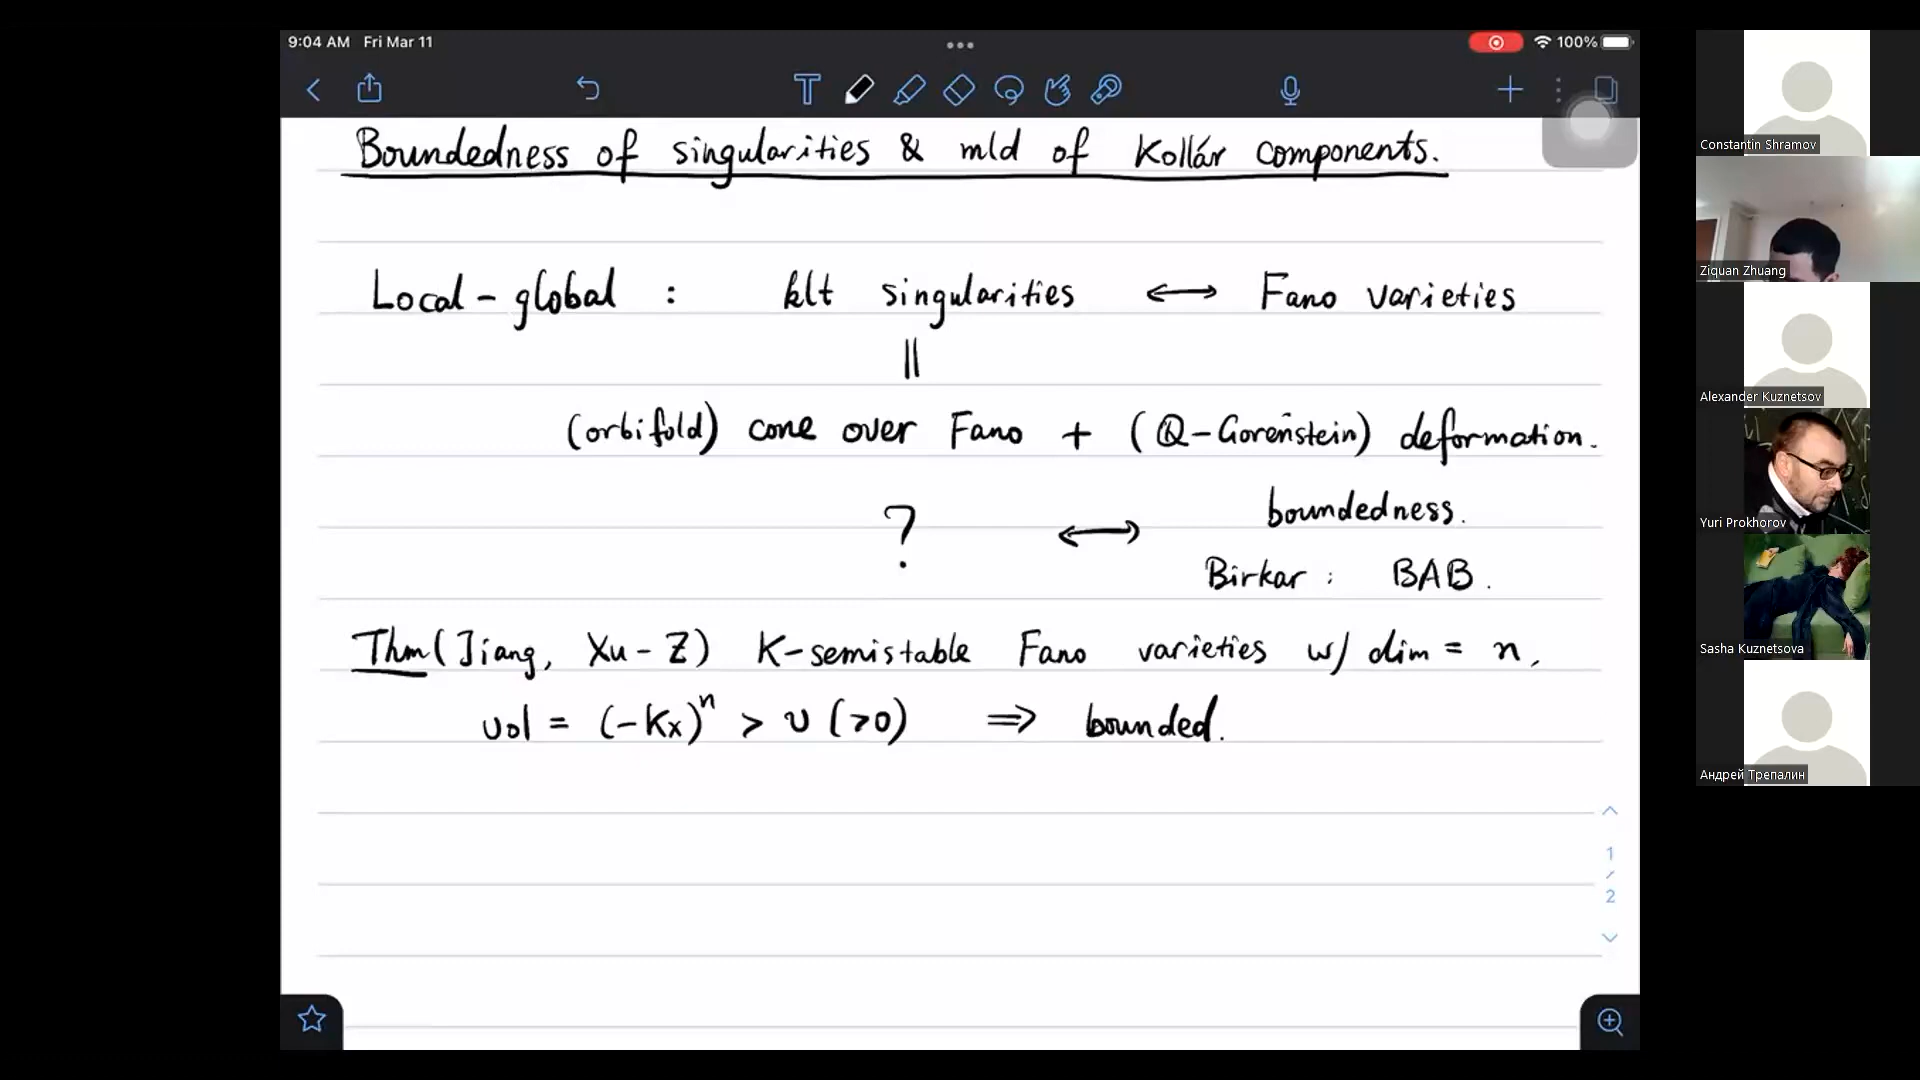 9:04 AM Fri Mar 11
100%
Boundedness of singularities & mld of Kollár components.
Local-global : klt singularities ⟷ Fano varieties
||
(orbifold) cone over Fano + (Q-Gorenstein) deformation.
? ⟷ boundedness.
Birkar : BAB.
Thm (Jiang, Xu-Z) K-semistable Fano varieties w/ dim = n,
vol = (-Kx)^n > v (>0) ⟹ bounded.
1
/
2
Constantin Shramov
Ziquan Zhuang
Alexander Kuznetsov
Yuri Prokhorov
Sasha Kuznetsova
Андрей Трепалин